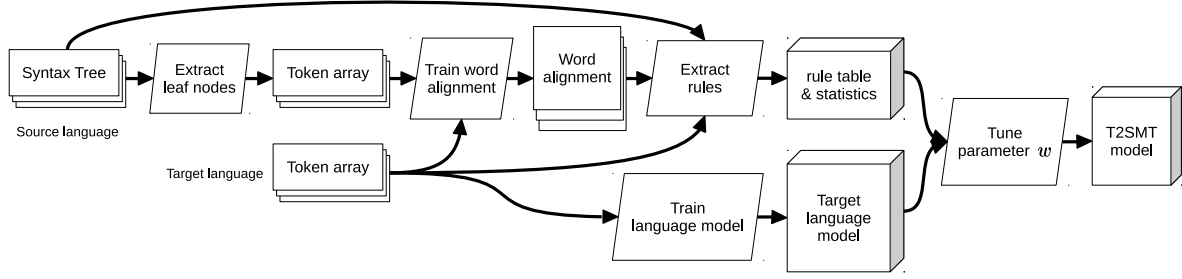 Syntax Tree
Source language
Extract
leaf nodes
Token array
Train word
alignment
Word
alignment
Extract
rules
rule table
& statistics
Target language
Token array
Train
language model
Target
language
model
Tune
parameter w
T2SMT
model